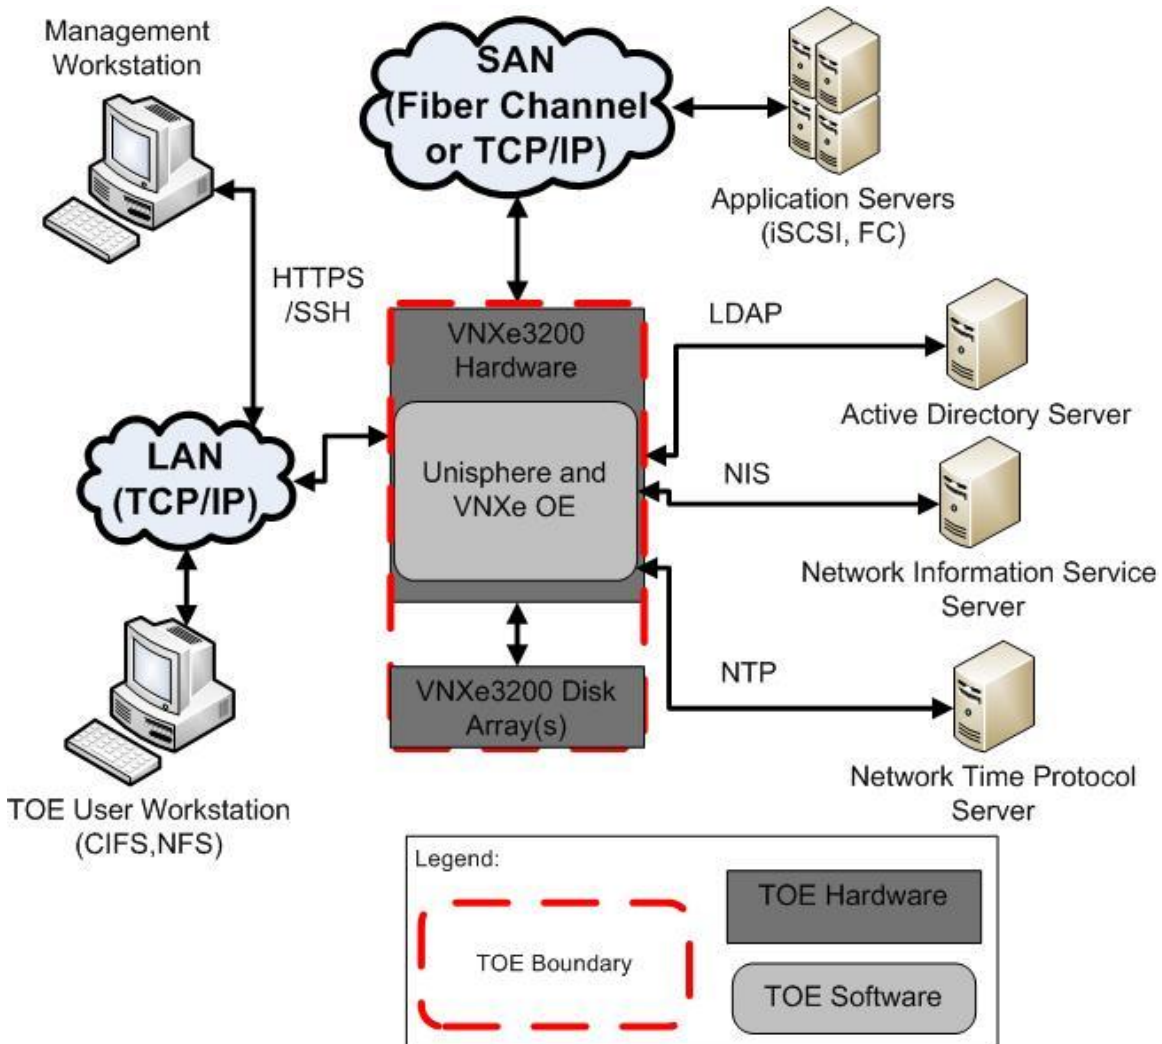 Management
Workstation
SAN
(Fiber Channel
or TCP/IP)
Application Servers
(iSCSI, FC)
HTTPS
/SSH
VNXe3200
Hardware
LDAP
Active Directory Server
LAN
(TCP/IP)
Unisphere and
VNXe OE
NIS
Network Information Service
Server
NTP
VNXe3200 Disk
Array(s)
Network Time Protocol
Server
TOE User Workstation
(CIFS,NFS)
Legend:
TOE Boundary
TOE Hardware
TOE Software